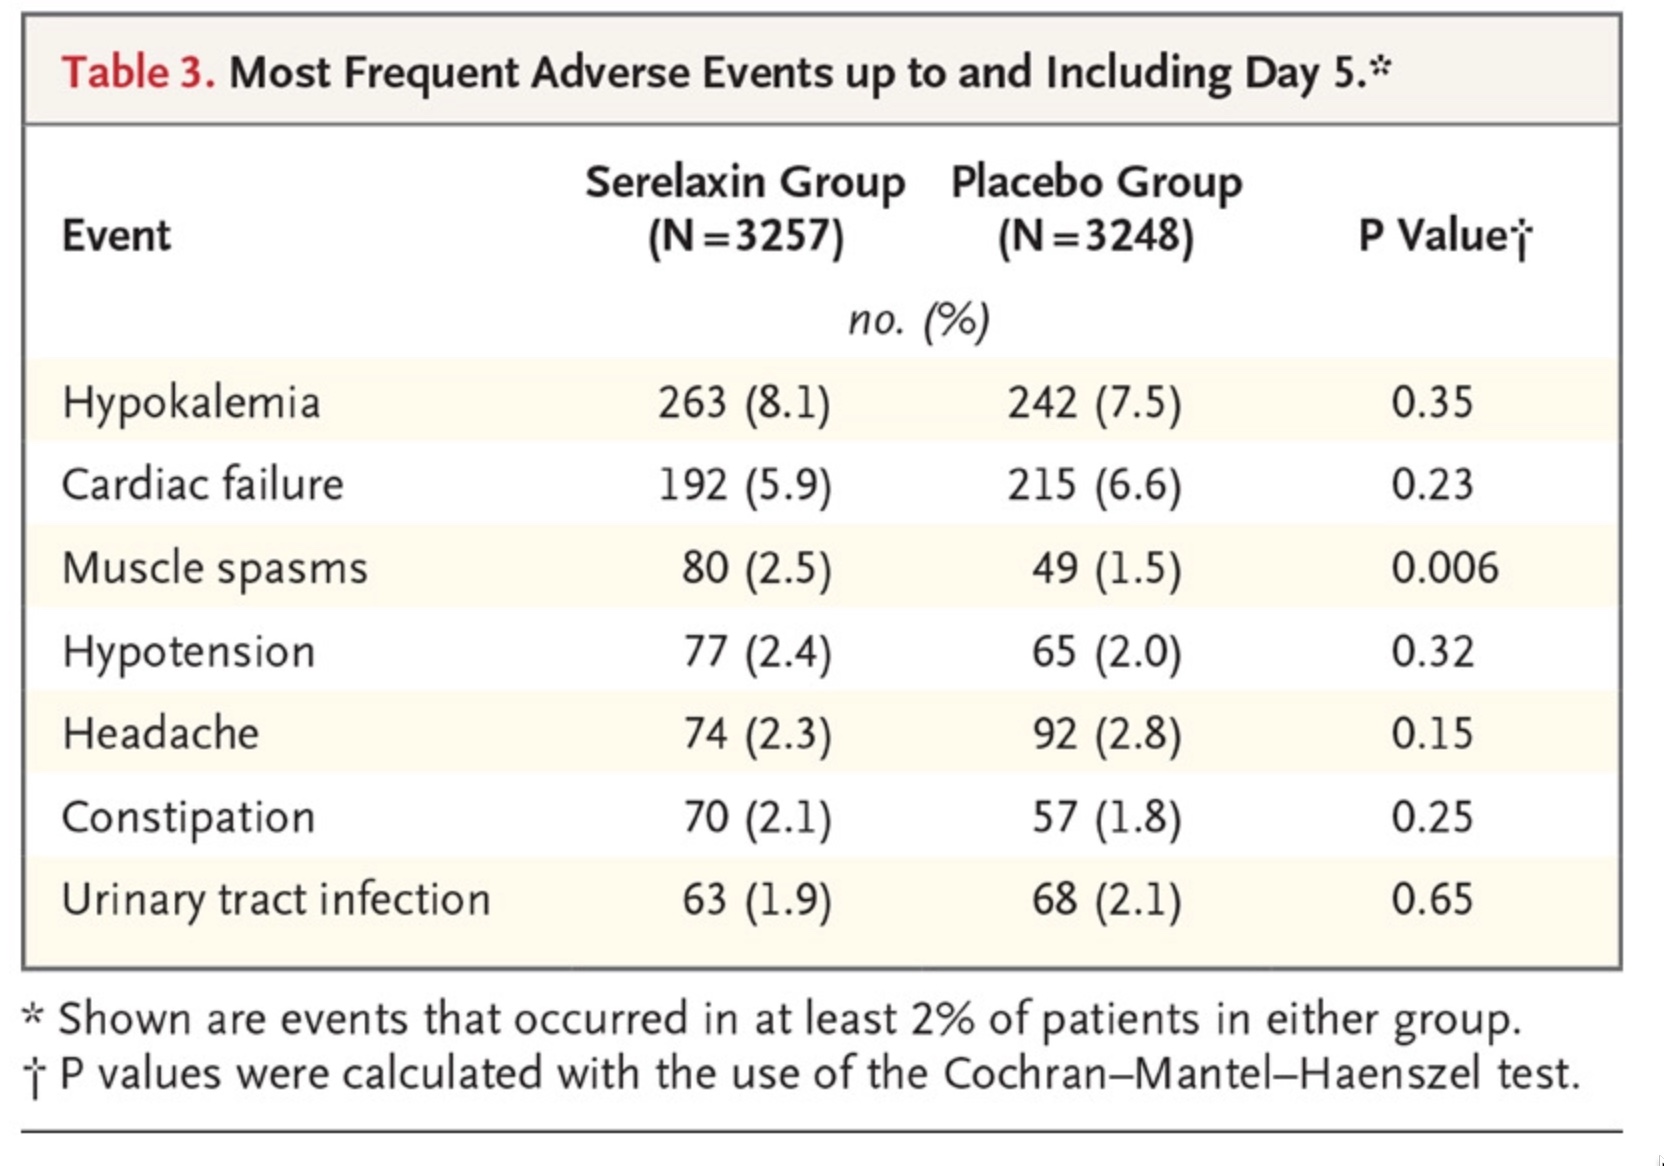 Table 3. Most Frequent Adverse Events up to and Including Day 5.*
Event Serelaxin Group (N=3257) Placebo Group (N=3248) P Value†
no. (%)
Hypokalemia 263 (8.1) 242 (7.5) 0.35
Cardiac failure 192 (5.9) 215 (6.6) 0.23
Muscle spasms 80 (2.5) 49 (1.5) 0.006
Hypotension 77 (2.4) 65 (2.0) 0.32
Headache 74 (2.3) 92 (2.8) 0.15
Constipation 70 (2.1) 57 (1.8) 0.25
Urinary tract infection 63 (1.9) 68 (2.1) 0.65
* Shown are events that occurred in at least 2% of patients in either group.
† P values were calculated with the use of the Cochran–Mantel–Haenszel test.